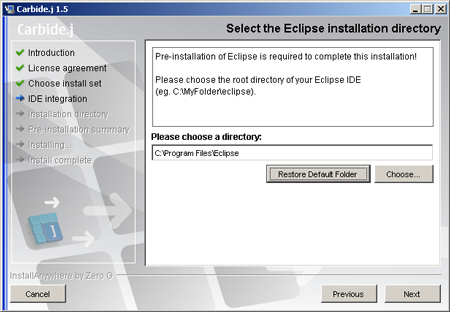 Carbide.j 1.5
Carbide.j
Select the Eclipse installation directory
Introduction
License agreement
Choose install set
IDE integration
Installation directory
Pre-installation summary
Installing...
Install complete
Pre-installation of Eclipse is required to complete this installation!
Please choose the root directory of your Eclipse IDE
(eg. C:\MyFolder\eclipse).
Please choose a directory:
C:\Program Files\Eclipse
Restore Default Folder
Choose...
j
InstallAnywhere by Zero G
Cancel
Previous
Next